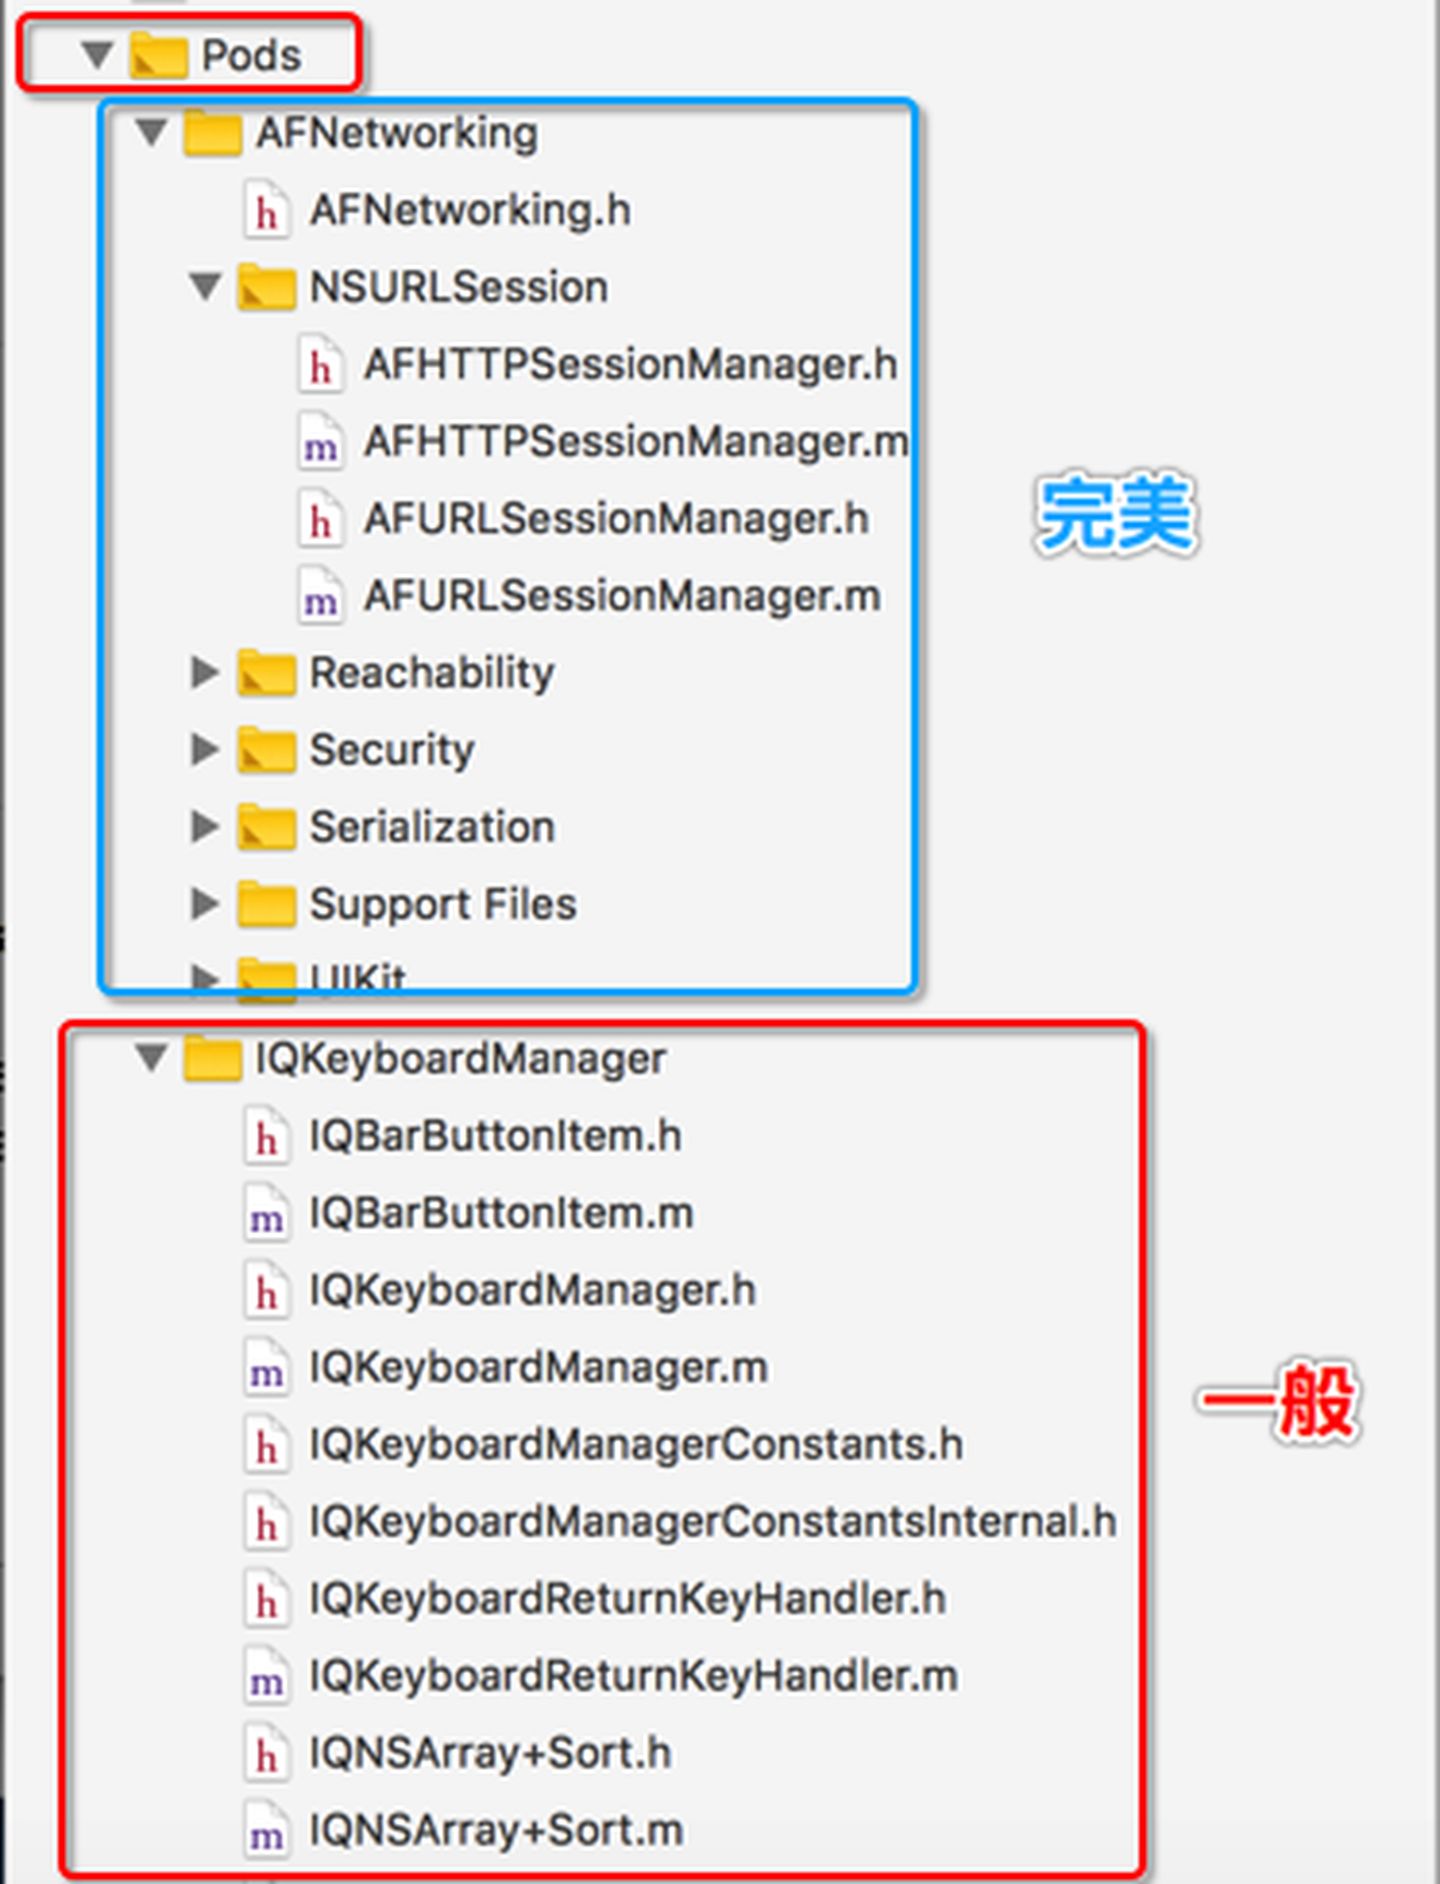 Pods
AFNetworking
h AFNetworking.h
NSURLSession
h AFHTTPSessionManager.h
m AFHTTPSessionManager.m
h AFURLSessionManager.h
完美
m AFURLSessionManager.m
Reachability
Security
Serialization
Support Files
UIKit
IQKeyboardManager
h IQBarButtonItem.h
m IQBarButtonItem.m
h IQKeyboardManager.h
m IQKeyboardManager.m
一般
h IQKeyboardManagerConstants.h
h IQKeyboardManagerConstantsInternal.h
h IQKeyboardReturnKeyHandler.h
m IQKeyboardReturnKeyHandler.m
h IQNSArray+Sort.h
m IQNSArray+Sort.m